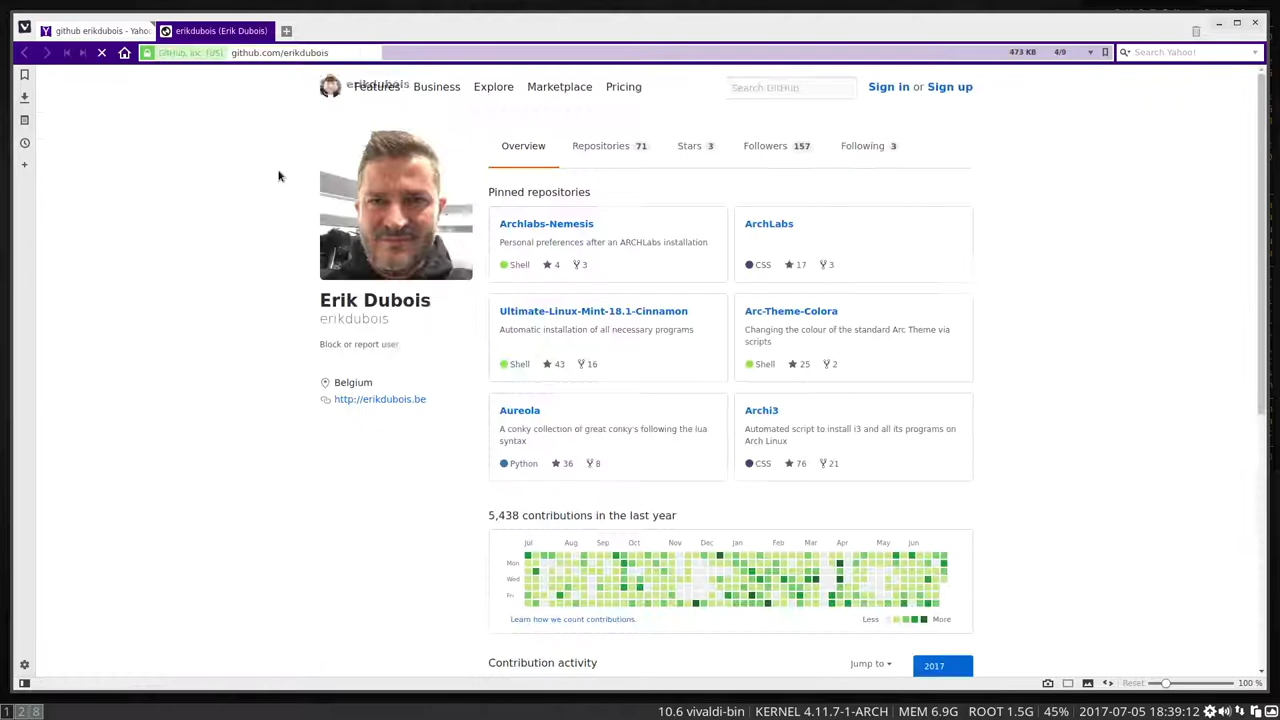 github erikdubois - Yahoo
erikdubois (Erik Dubois)
GitHub, Inc. [US]
github.com/erikdubois
473 KB
4/9
Search Yahoo!
erikdubois
Features
Business
Explore
Marketplace
Pricing
Search GitHub
Sign in or Sign up
Overview
Repositories 71
Stars 3
Followers 157
Following 3
Pinned repositories
Archlabs-Nemesis
Personal preferences after an ARCHLabs installation
Shell 4 3
ArchLabs
CSS 17 3
Ultimate-Linux-Mint-18.1-Cinnamon
Automatic installation of all necessary programs
Shell 43 16
Arc-Theme-Colora
Changing the colour of the standard Arc Theme via
scripts
Shell 25 2
Aureola
A conky collection of great conky's following the lua
syntax
Python 36 8
Archi3
Automated script to install i3 and all its programs on
Arch Linux
CSS 76 21
Erik Dubois
erikdubois
Block or report user
Belgium
http://erikdubois.be
5,438 contributions in the last year
Jul Aug Sep Oct Nov Dec Jan Feb Mar Apr May Jun
Mon
Wed
Fri
Learn how we count contributions.
Less
More
Contribution activity
Jump to
2017
Reset
100 %
1 2 8
10.6 vivaldi-bin | KERNEL 4.11.7-1-ARCH | MEM 6.9G | ROOT 1.5G | 45% | 2017-07-05 18:39:12